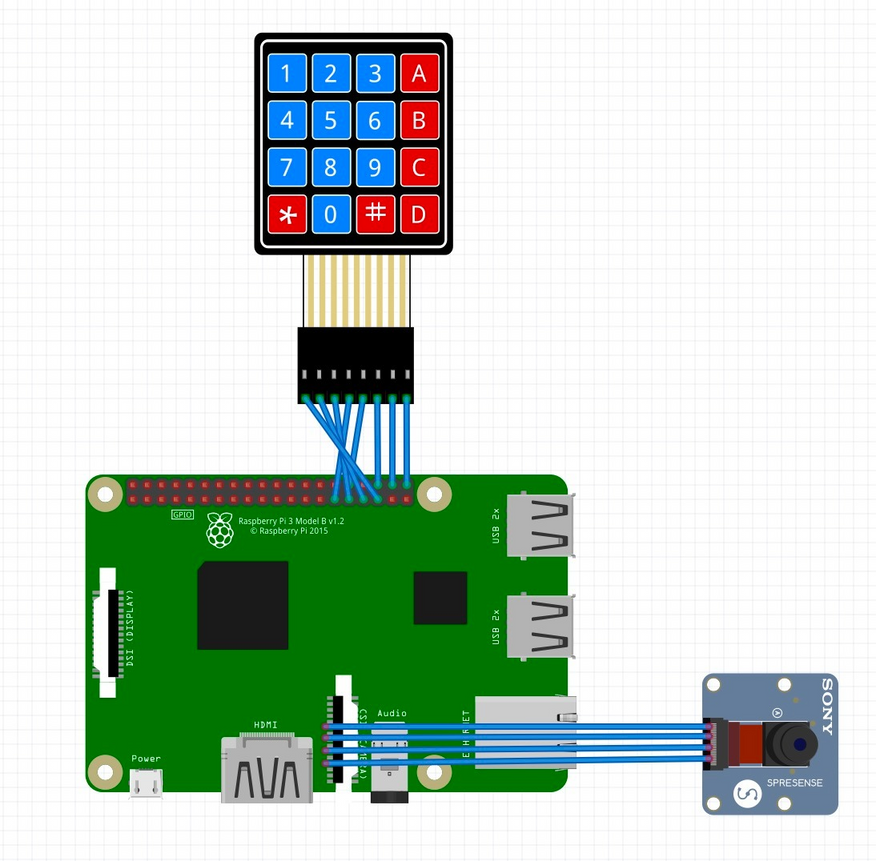 1 2 3 A
4 5 6 B
7 8 9 C
* 0 # D
GPIO
Raspberry Pi 3 Model B v1.2
© Raspberry Pi 2015
USB 2x
DSI (DISPLAY)
USB 2x
HDMI
Audio
Power
SONY
A
SPRESENSE